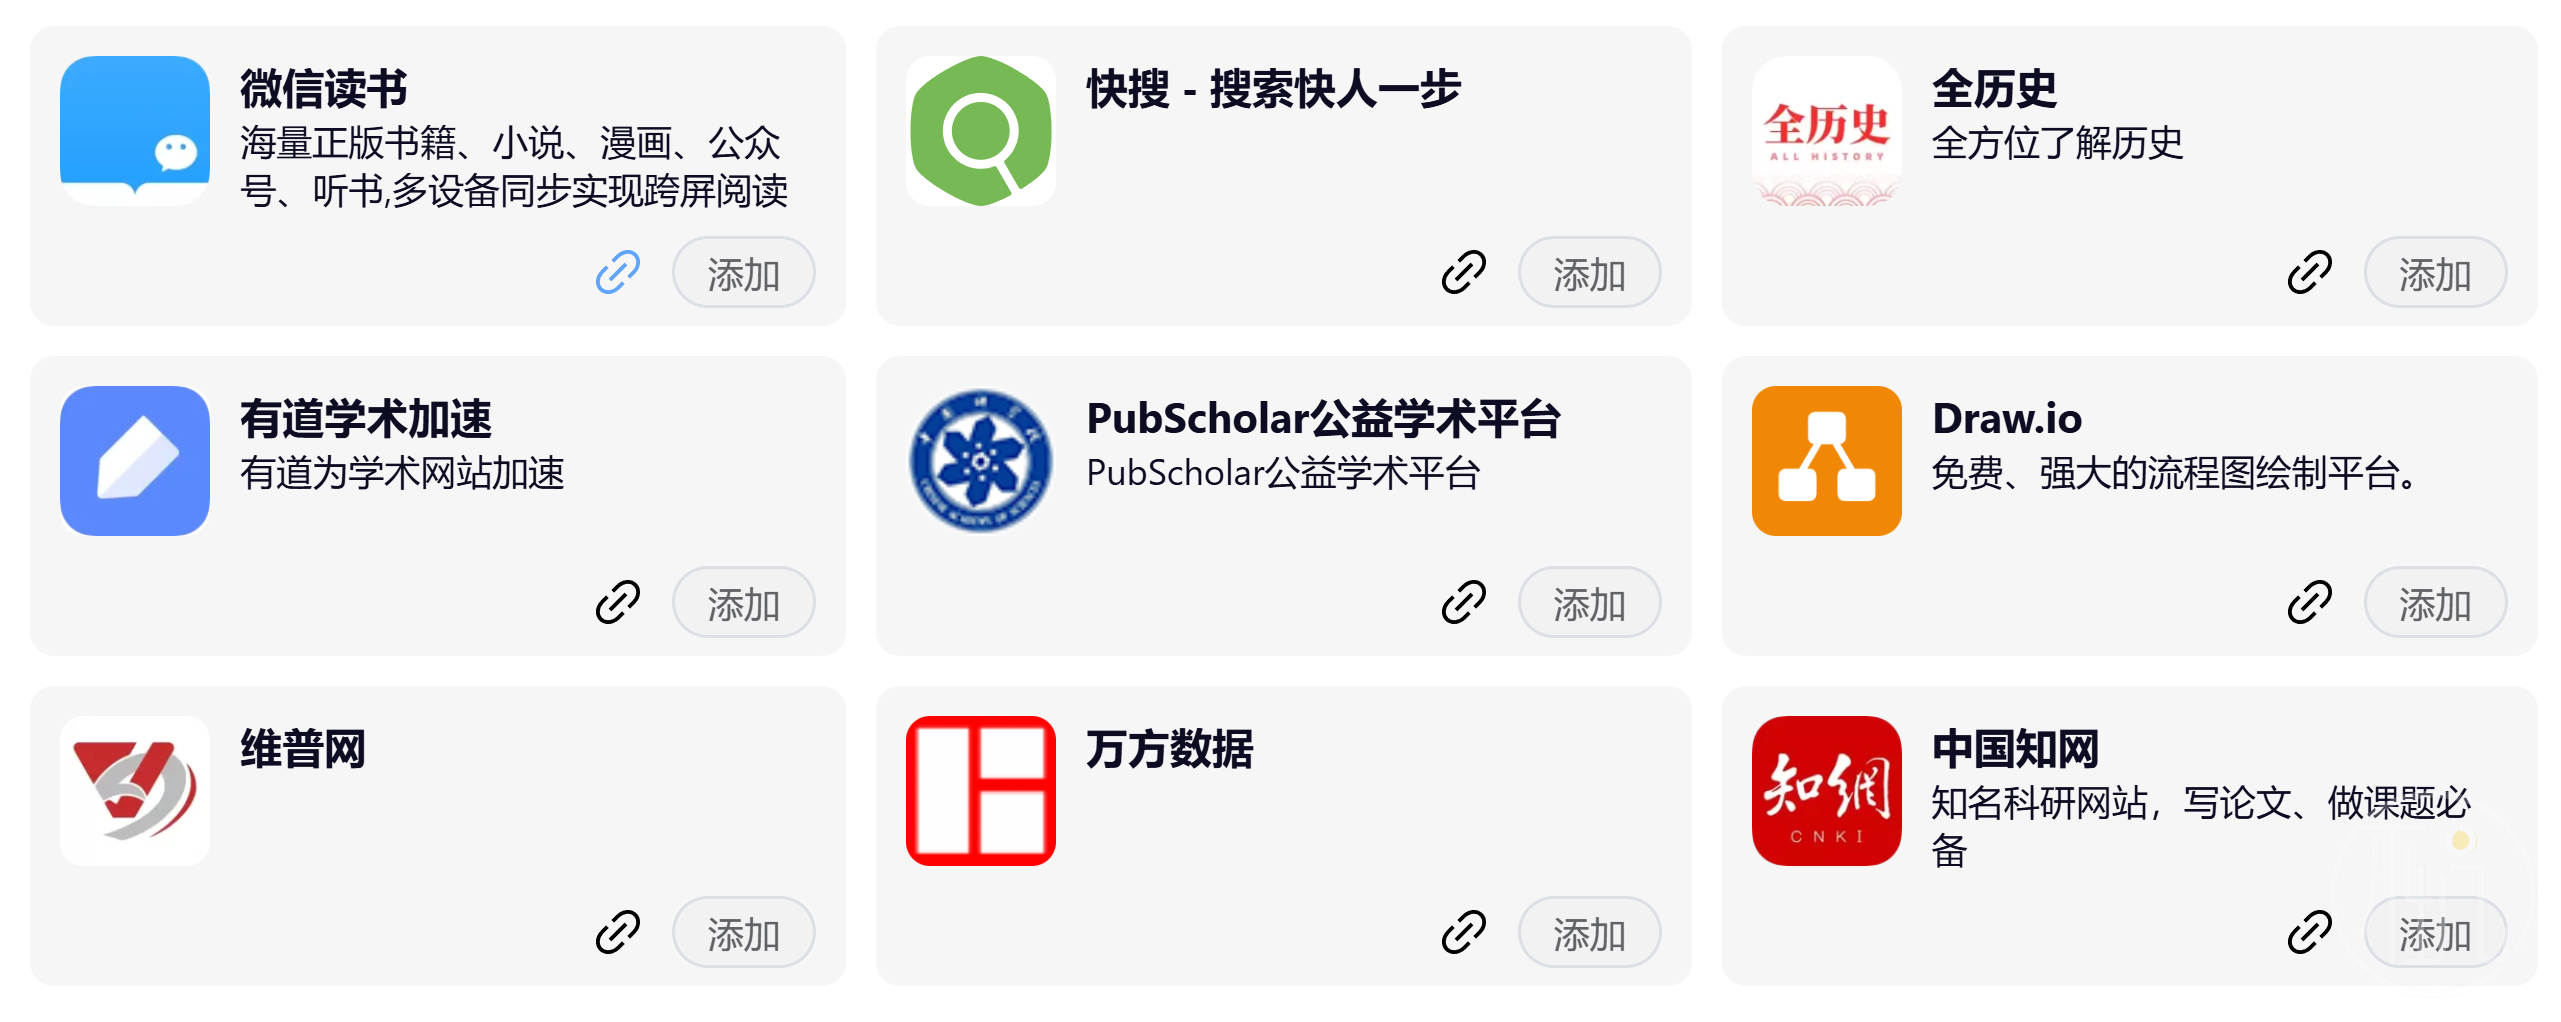 微信读书
海量正版书籍、小说、漫画、公众
号、听书,多设备同步实现跨屏阅读
添加
快搜 - 搜索快人一步
添加
全历史
ALL HISTORY
全历史
全方位了解历史
添加
有道学术加速
有道为学术网站加速
添加
PubScholar公益学术平台
PubScholar公益学术平台
添加
Draw.io
免费、强大的流程图绘制平台。
添加
维普网
添加
万方数据
添加
知網
CNKI
中国知网
知名科研网站，写论文、做课题必
备
添加